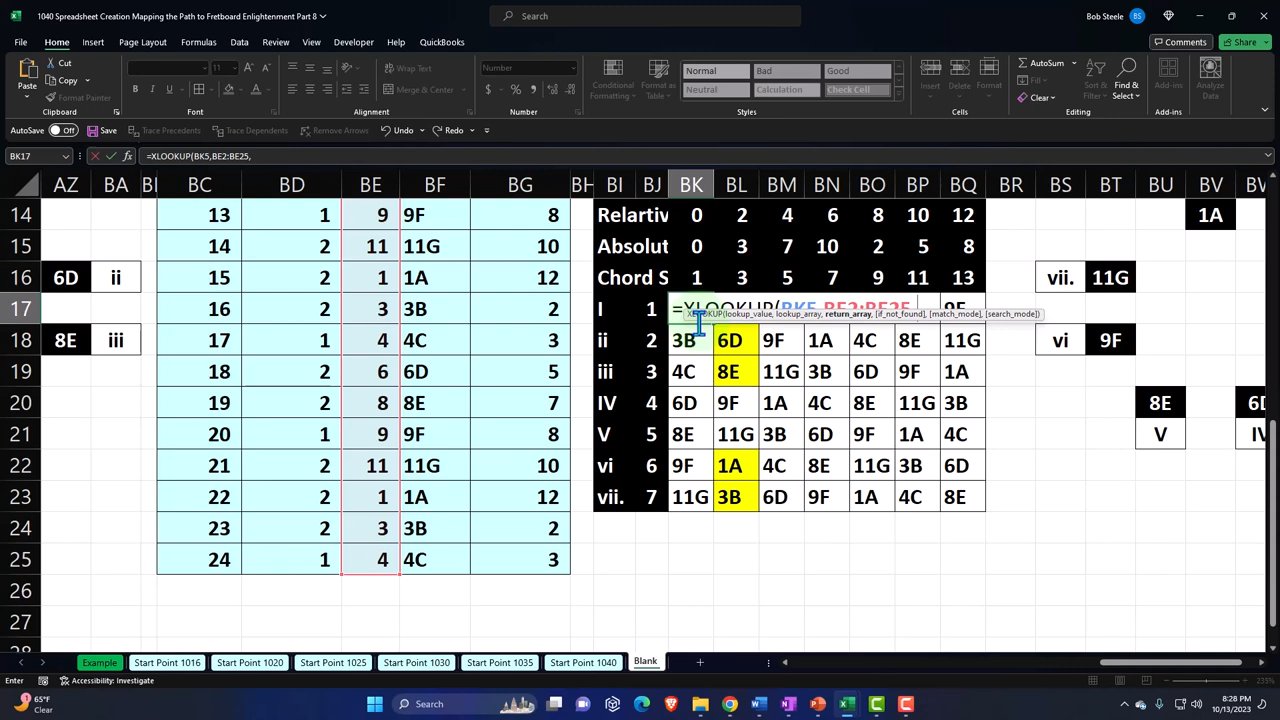 1040 Spreadsheet Creation Mapping the Path to Fretboard Enlightenment Part 8
Search
Bob Steele BS
File Home Insert Page Layout Formulas Data Review View Developer Help QuickBooks Comments Share
Cut
Copy
Format Painter
Paste
11
Wrap Text
Merge & Center
Number
Conditional Formatting
Format as Table
Normal Bad Good
Neutral Calculation Check Cell
Insert Delete Format
AutoSum
Fill
Clear
Sort & Filter
Find & Select
Add-ins
Analyze Data
Clipboard Font Alignment Number Styles Cells Editing Add-ins
AutoSave Off Save Trace Precedents Trace Dependents Remove Arrows Undo Redo
BK17 fx =XLOOKUP(BK5,BE2:BE25,
AZ BA BC BD BE BF BG BH BI BJ BK BL BM BN BO BP BQ BR BS BT BU BV
14 13 1 9 9F 8 Relartiv 0 2 4 6 8 10 12 1A
15 14 2 11 11G 10 Absolut 0 3 7 10 2 5 8
16 6D ii 15 2 1 1A 12 Chord S 1 3 5 7 9 11 13 vii. 11G
17 16 2 3 3B 2 I 1 =XLOOKUP(BK5,BE2:BE25, 9F
XLOOKUP(lookup_value, lookup_array, return_array, [if_not_found], [match_mode], [search_mode])
18 8E iii 17 2 4 4C 3 ii 2 3B 6D 9F 1A 4C 8E 11G vi 9F
19 18 2 6 6D 5 iii 3 4C 8E 11G 3B 6D 9F 1A
20 19 2 8 8E 7 IV 4 6D 9F 1A 4C 8E 11G 3B 8E 6D
21 20 1 9 9F 8 V 5 8E 11G 3B 6D 9F 1A 4C V IV
22 21 2 11 11G 10 vi 6 9F 1A 4C 8E 11G 3B 6D
23 22 2 1 1A 12 vii. 7 11G 3B 6D 9F 1A 4C 8E
24 23 2 3 3B 2
25 24 1 4 4C 3
26
27
Example Start Point 1016 Start Point 1020 Start Point 1025 Start Point 1030 Start Point 1035 Start Point 1040 Blank
Enter Accessibility: Investigate 235%
65°F
Clear
Search
8:28 PM
10/13/2023